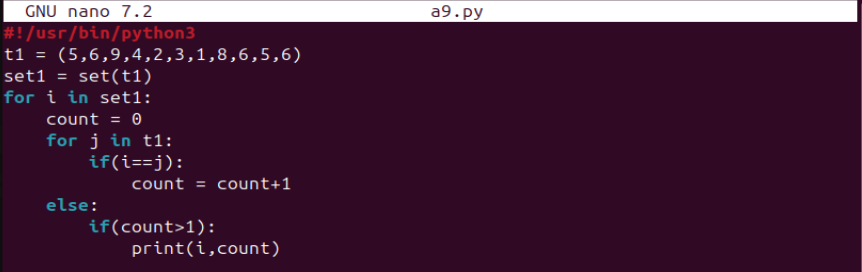 GNU nano 7.2 a9.py
#!/usr/bin/python3
t1 = (5,6,9,4,2,3,1,8,6,5,6)
set1 = set(t1)
for i in set1:
    count = 0
    for j in t1:
        if(i==j):
            count = count+1
    else:
        if(count>1):
            print(i,count)